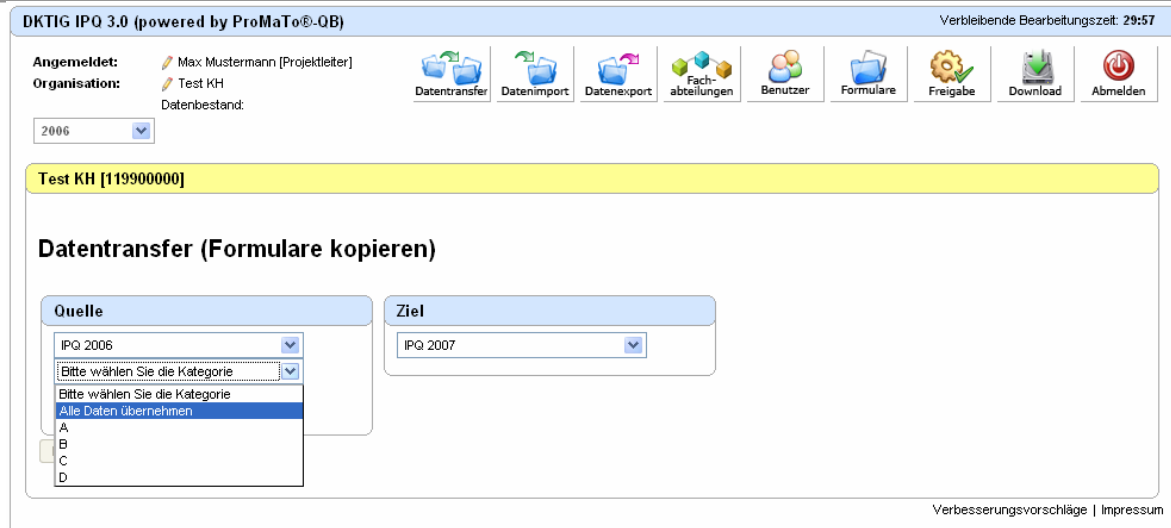 DKTIG IPQ 3.0 (powered by ProMaTo®-QB)
Verbleibende Bearbeitungszeit: 29:57
Angemeldet:
Max Mustermann [Projektleiter]
Organisation:
Test KH
Datenbestand:
2006
Datentransfer
Datenimport
Datenexport
Fach-
abteilungen
Benutzer
Formulare
Freigabe
Download
Abmelden
Test KH [119900000]
Datentransfer (Formulare kopieren)
Quelle
IPQ 2006
Bitte wählen Sie die Kategorie
Bitte wählen Sie die Kategorie
Alle Daten übernehmen
A
B
C
D
Ziel
IPQ 2007
Verbesserungsvorschläge | Impressum